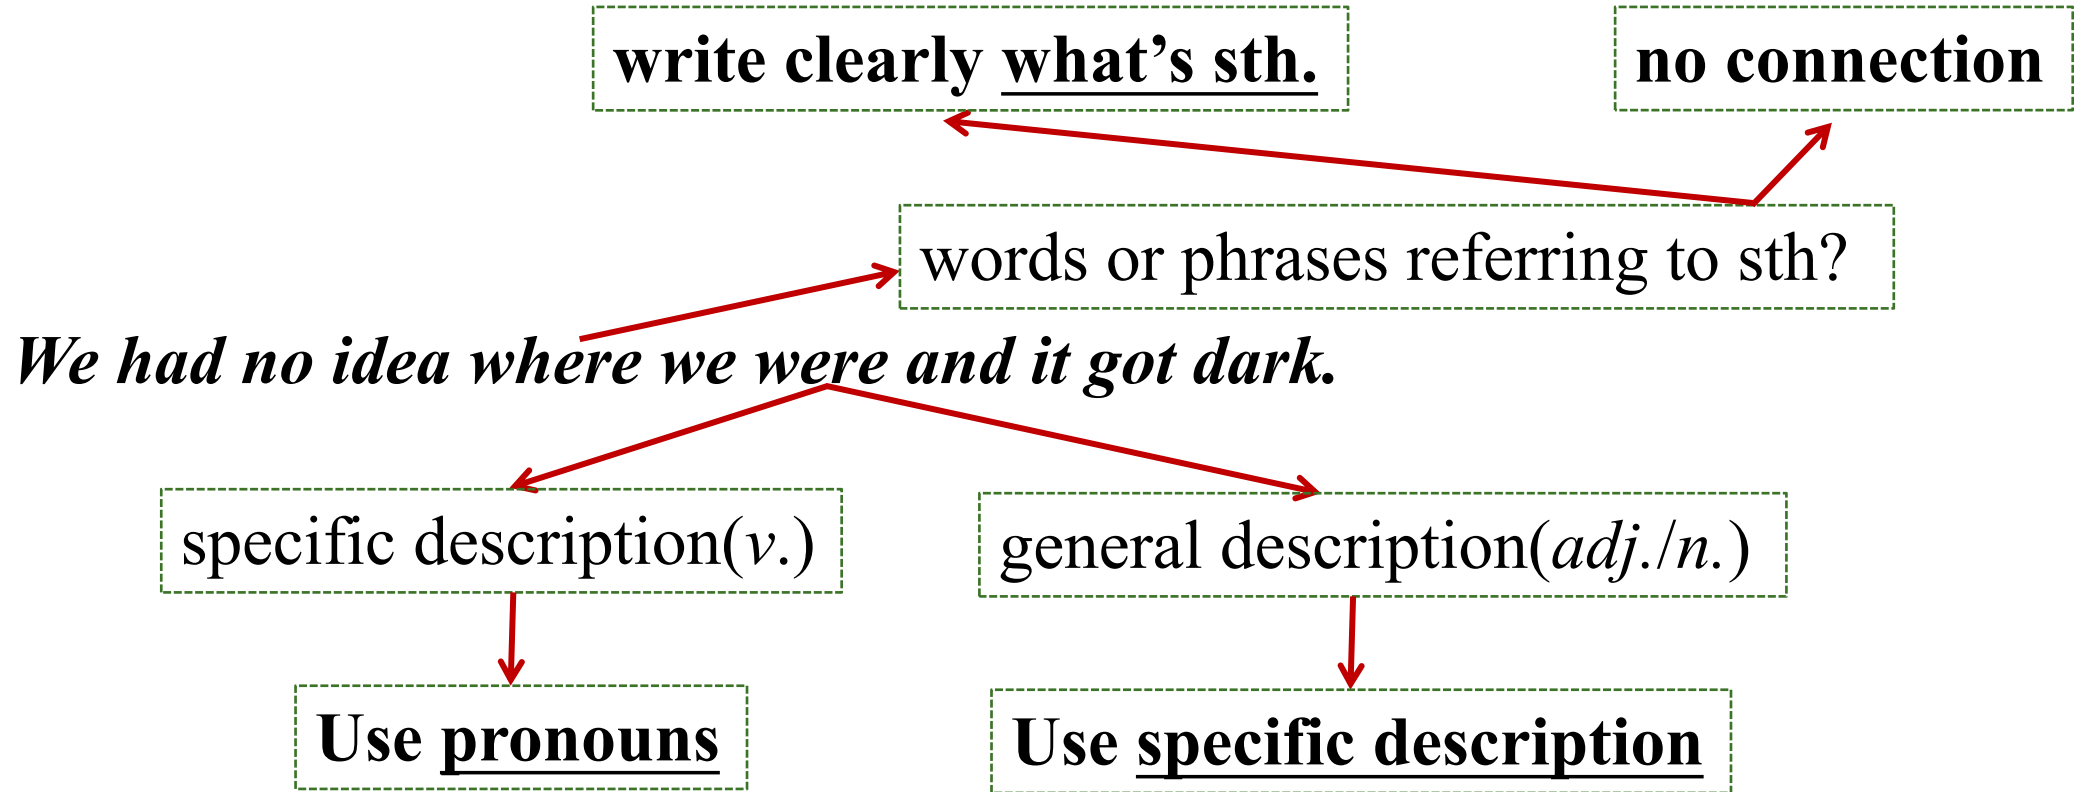 write clearly what’s sth.
no connection
words or phrases referring to sth?
We had no idea where we were and it got dark.
specific description(v.)
general description(adj./n.)
Use pronouns
Use specific description